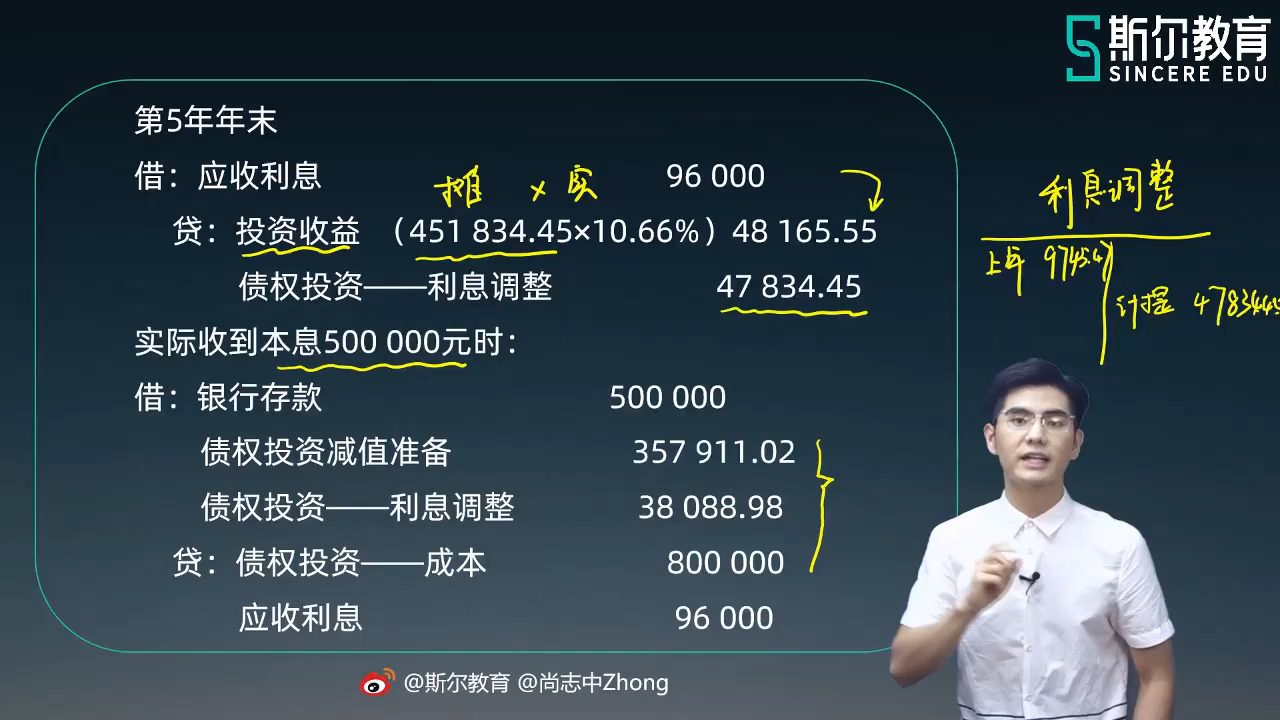 斯尔教育
SINCERE EDU
第5年年末
借：应收利息 96 000
摊 × 实
贷：投资收益 （451 834.45×10.66%）48 165.55
债权投资——利息调整 47 834.45
实际收到本息500 000元时：
借：银行存款 500 000
债权投资减值准备 357 911.02
债权投资——利息调整 38 088.98
贷：债权投资——成本 800 000
应收利息 96 000
利息调整
上年 9745.47
计提 47834.45
@斯尔教育 @尚志中Zhong